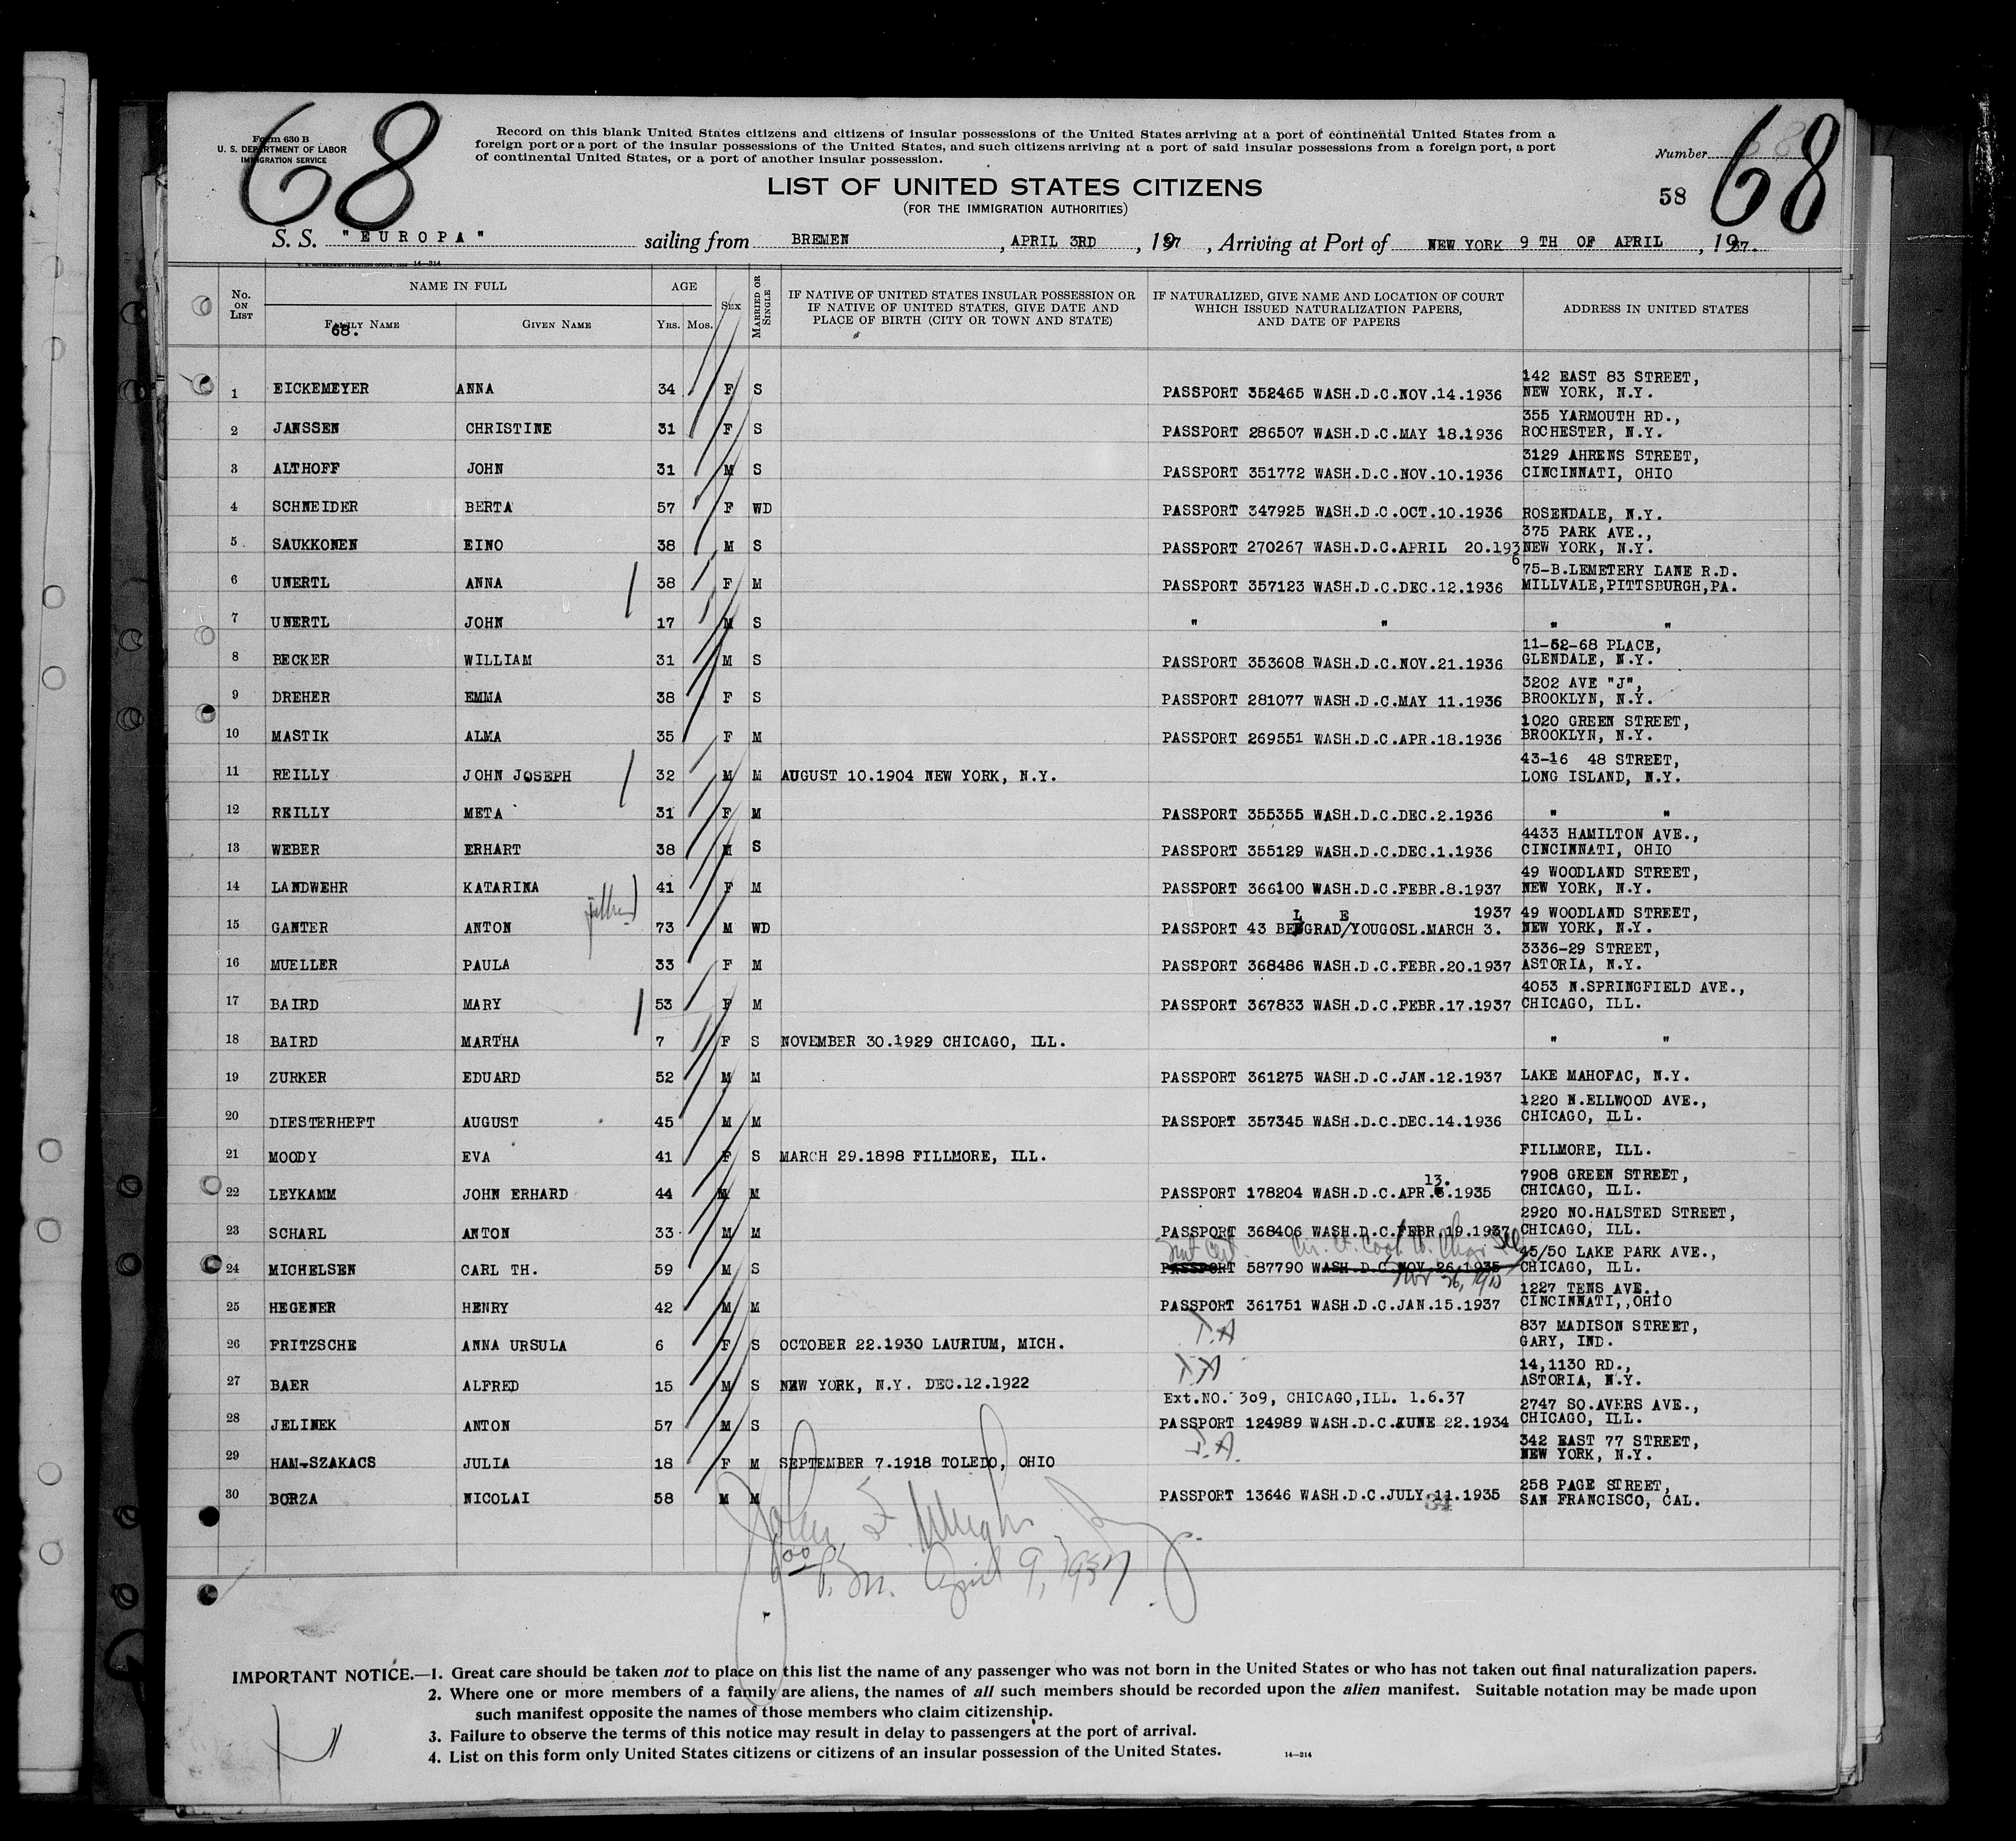 68
68
Form 630 B
U. S. DEPARTMENT OF LABOR
IMMIGRATION SERVICE
Record on this blank United States citizens and citizens of insular possessions of the United States arriving at a port of continental United States from a
foreign port or a port of the insular possessions of the United States, and such citizens arriving at a port of said insular possessions from a foreign port, a port
of continental United States, or a port of another insular possession.
Number
LIST OF UNITED STATES CITIZENS
(FOR THE IMMIGRATION AUTHORITIES)
58
S. S. "EUROPA" sailing from BREMEN, APRIL 3RD, 1937, Arriving at Port of NEW YORK 9 TH OF APRIL, 1937.
14—214
No. ON LIST NAME IN FULL AGE SEX MARRIED OR SINGLE IF NATIVE OF UNITED STATES INSULAR POSSESSION OR IF NATIVE OF UNITED STATES, GIVE DATE AND PLACE OF BIRTH (CITY OR TOWN AND STATE) IF NATURALIZED, GIVE NAME AND LOCATION OF COURT WHICH ISSUED NATURALIZATION PAPERS, AND DATE OF PAPERS ADDRESS IN UNITED STATES
FAMILY NAME GIVEN NAME YRS. MOS.
68.
1 EICKEMEYER ANNA 34 F S PASSPORT 352465 WASH.D.C.NOV.14.1936 142 EAST 83 STREET, NEW YORK, N.Y.
2 JANSSEN CHRISTINE 31 F S PASSPORT 286507 WASH.D.C.MAY 18.1936 355 YARMOUTH RD., ROCHESTER, N.Y.
3 ALTHOFF JOHN 31 M S PASSPORT 351772 WASH.D.C.NOV.10.1936 3129 AHRENS STREET, CINCINNATI, OHIO
4 SCHNEIDER BERTA 57 F WD PASSPORT 347925 WASH.D.C.OCT.10.1936 ROSENDALE, N.Y.
5 SAUKKONEN EINO 38 M S PASSPORT 270267 WASH.D.C.APRIL 20.1936 375 PARK AVE., NEW YORK, N.Y.
6 UNERTL ANNA 38 F M PASSPORT 357123 WASH.D.C.DEC.12.1936 75-B.LEMETERY LANE R.D. MILLVALE,PITTSBURGH,PA.
7 UNERTL JOHN 17 M S " " " "
8 BECKER WILLIAM 31 M S PASSPORT 353608 WASH.D.C.NOV.21.1936 11-52-68 PLACE, GLENDALE, N.Y.
9 DREHER EMMA 38 F S PASSPORT 281077 WASH.D.C.MAY 11.1936 3202 AVE "J", BROOKLYN, N.Y.
10 MASTIK ALMA 35 F M PASSPORT 269551 WASH.D.C.APR.18.1936 1020 GREEN STREET, BROOKLYN, N.Y.
11 REILLY JOHN JOSEPH 32 M M AUGUST 10.1904 NEW YORK, N.Y. 43-16 48 STREET, LONG ISLAND, N.Y.
12 REILLY META 31 F M PASSPORT 355355 WASH.D.C.DEC.2.1936 " "
13 WEBER ERHART 38 M S PASSPORT 355129 WASH.D.C.DEC.1.1936 4433 HAMILTON AVE., CINCINNATI, OHIO
14 LANDWEHR KATARINA 41 F M PASSPORT 366100 WASH.D.C.FEBR.8.1937 49 WOODLAND STREET, NEW YORK, N.Y.
15 GANTER ANTON 73 M WD PASSPORT 43 BELGRAD/YOUGOSL.MARCH 3. 1937 49 WOODLAND STREET, NEW YORK, N.Y.
16 MUELLER PAULA 33 F M PASSPORT 368486 WASH.D.C.FEBR.20.1937 3336-29 STREET, ASTORIA, N.Y.
17 BAIRD MARY 53 F M PASSPORT 367833 WASH.D.C.FEBR.17.1937 4053 N.SPRINGFIELD AVE., CHICAGO, ILL.
18 BAIRD MARTHA 7 F S NOVEMBER 30.1929 CHICAGO, ILL. " "
19 ZURKER EDUARD 52 M M PASSPORT 361275 WASH.D.C.JAN.12.1937 LAKE MAHOFAC, N.Y.
20 DIESTERHEFT AUGUST 45 M M PASSPORT 357345 WASH.D.C.DEC.14.1936 1220 N.ELLWOOD AVE., CHICAGO, ILL.
21 MOODY EVA 41 F S MARCH 29.1898 FILLMORE, ILL. FILLMORE, ILL.
22 LEYKAMM JOHN ERHARD 44 M M PASSPORT 178204 WASH.D.C.APR.13.1935 7908 GREEN STREET, CHICAGO, ILL.
23 SCHARL ANTON 33 M M PASSPORT 368406 WASH.D.C.FEBR 19.1937 2920 NO.HALSTED STREET, CHICAGO, ILL.
24 MICHELSEN CARL TH. 59 M S PASSPORT 587790 WASH.D.C.NOV.26.1935 45/50 LAKE PARK AVE., CHICAGO, ILL.
25 HEGENER HENRY 42 M M PASSPORT 361751 WASH.D.C.JAN.15.1937 1227 TENS AVE., CINCINNATI,,OHIO
26 FRITZSCHE ANNA URSULA 6 F S OCTOBER 22.1930 LAURIUM, MICH. T.A 837 MADISON STREET, GARY, IND.
27 BAER ALFRED 15 M S NEW YORK, N.Y. DEC.12.1922 T.A 14,1130 RD., ASTORIA, N.Y.
Ext.NO. 309, CHICAGO,ILL. 1.6.37
28 JELINEK ANTON 57 M S PASSPORT 124989 WASH.D.C.JUNE 22.1934 2747 SO.AVERS AVE., CHICAGO, ILL.
29 HAM-SZAKACS JULIA 18 F M SEPTEMBER 7.1918 TOLEDO, OHIO T.A. 342 EAST 77 STREET, NEW YORK, N.Y.
30 BORZA NICOLAI 58 M M PASSPORT 13646 WASH.D.C.JULY 11.1935 258 PAGE STREET, SAN FRANCISCO, CAL.
34
John
P.M. April 9, 1937
IMPORTANT NOTICE.—1. Great care should be taken not to place on this list the name of any passenger who was not born in the United States or who has not taken out final naturalization papers.
2. Where one or more members of a family are aliens, the names of all such members should be recorded upon the alien manifest. Suitable notation may be made upon
such manifest opposite the names of those members who claim citizenship.
3. Failure to observe the terms of this notice may result in delay to passengers at the port of arrival.
4. List on this form only United States citizens or citizens of an insular possession of the United States.
14—214